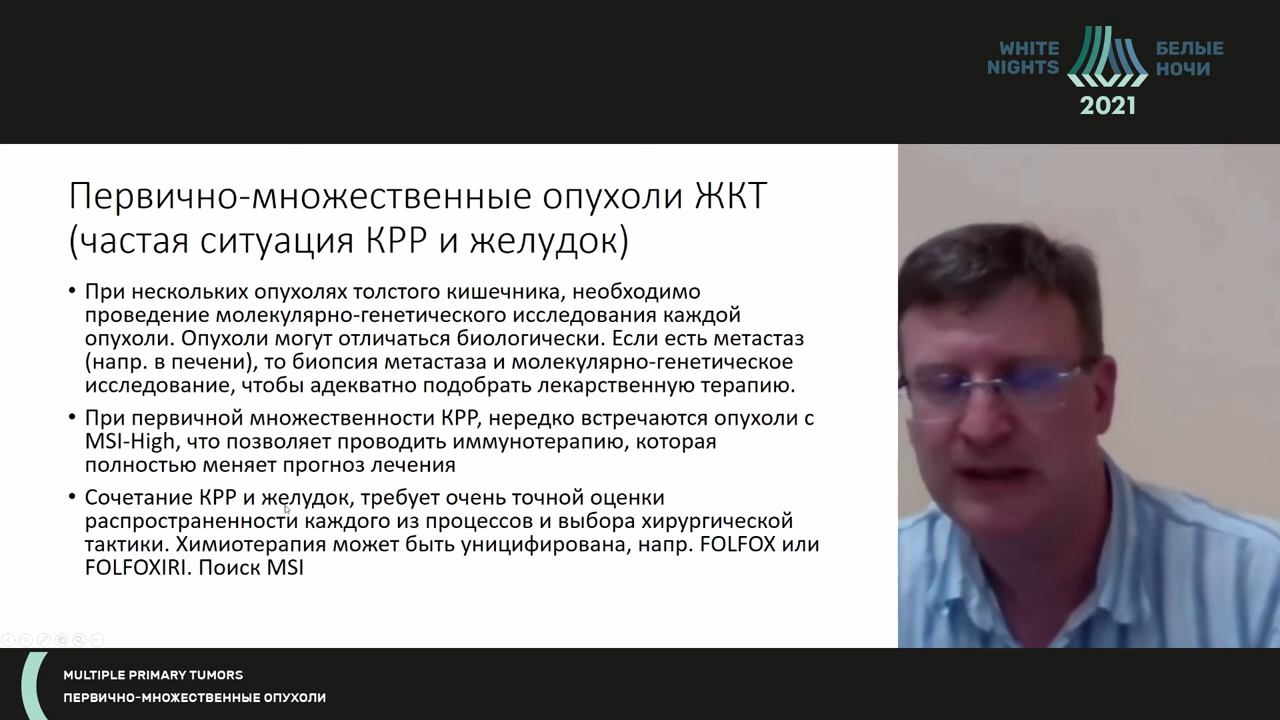 WHITE
NIGHTS
БЕЛЫЕ
НОЧИ
2021
Первично-множественные опухоли ЖКТ
(частая ситуация КРР и желудок)
• При нескольких опухолях толстого кишечника, необходимо
проведение молекулярно-генетического исследования каждой
опухоли. Опухоли могут отличаться биологически. Если есть метастаз
(напр. в печени), то биопсия метастаза и молекулярно-генетическое
исследование, чтобы адекватно подобрать лекарственную терапию.
• При первичной множественности КРР, нередко встречаются опухоли с
MSI-High, что позволяет проводить иммунотерапию, которая
полностью меняет прогноз лечения
• Сочетание КРР и желудок, требует очень точной оценки
распространенности каждого из процессов и выбора хирургической
тактики. Химиотерапия может быть уницифирована, напр. FOLFOX или
FOLFOXIRI. Поиск MSI
MULTIPLE PRIMARY TUMORS
ПЕРВИЧНО-МНОЖЕСТВЕННЫЕ ОПУХОЛИ